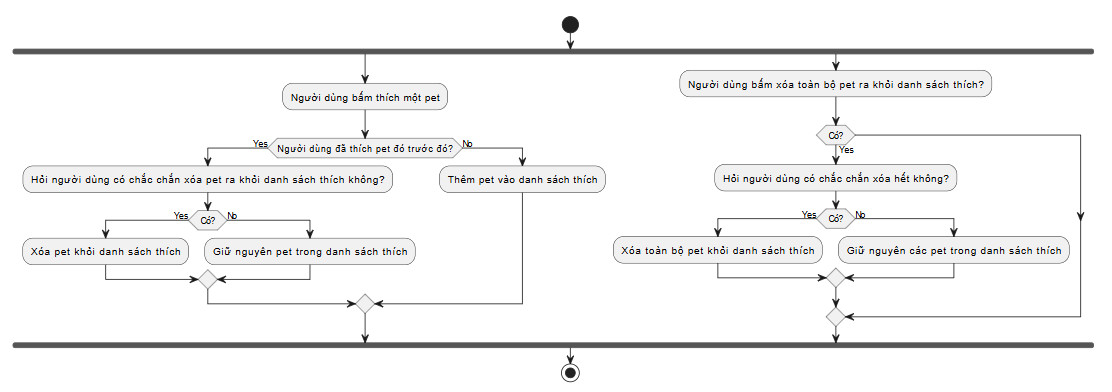 Người dùng bấm thích một pet
Người dùng đã thích pet đó trước đó?
Yes
No
Hỏi người dùng có chắc chắn xóa pet ra khỏi danh sách thích không?
Thêm pet vào danh sách thích
Có?
Yes
No
Xóa pet khỏi danh sách thích
Giữ nguyên pet trong danh sách thích
Người dùng bấm xóa toàn bộ pet ra khỏi danh sách thích?
Có?
Yes
Hỏi người dùng có chắc chắn xóa hết không?
Có?
Yes
No
Xóa toàn bộ pet khỏi danh sách thích
Giữ nguyên các pet trong danh sách thích